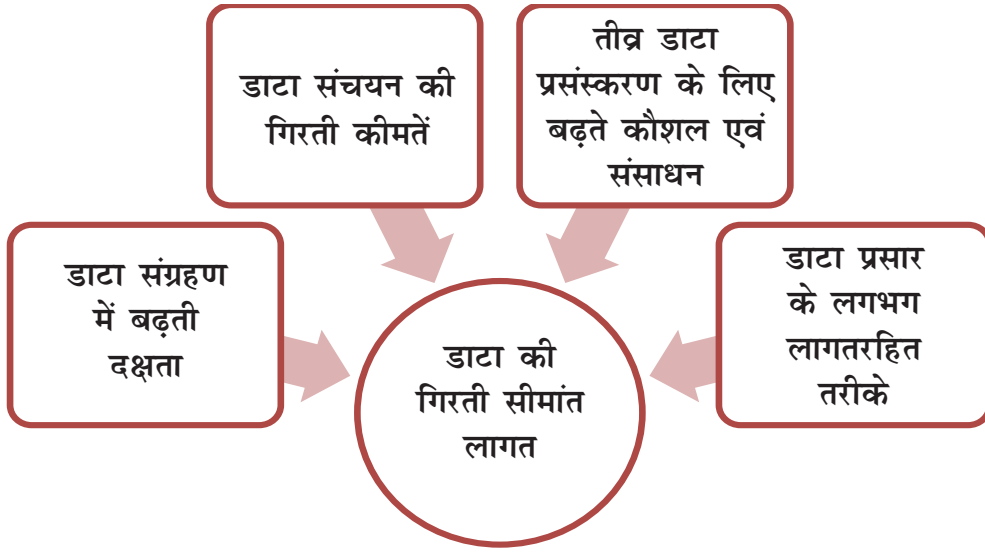 डाटा संचयन की
गिरती कीमतें
तीव्र डाटा
प्रसंस्करण के लिए
बढ़ते कौशल एवं
संसाधन
डाटा संग्रहण
में बढ़ती
दक्षता
डाटा प्रसार
के लगभग
लागतरहित
तरीके
डाटा की
गिरती सीमांत
लागत